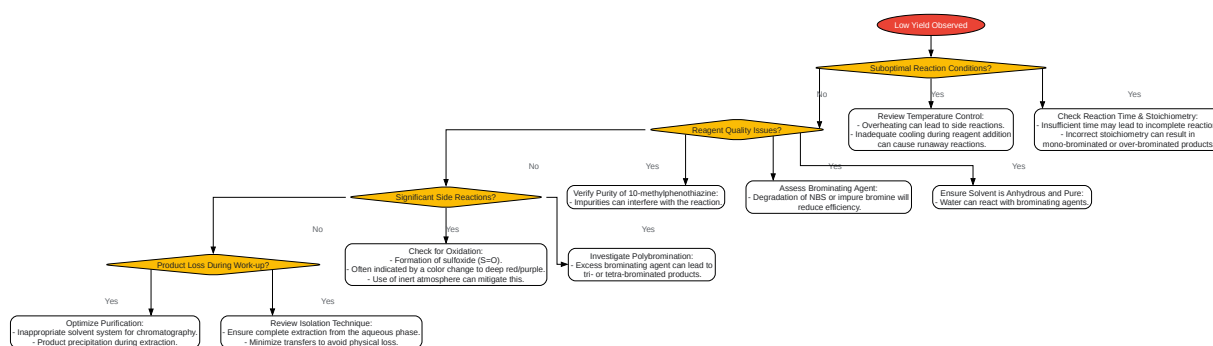 Low Yield Observed
Suboptimal Reaction Conditions?
No
Yes
Yes
Review Temperature Control:
- Overheating can lead to side reactions.
- Inadequate cooling during reagent addition
can cause runaway reactions.
Check Reaction Time & Stoichiometry:
- Insufficient time may lead to incomplete reactio
- Incorrect stoichiometry can result in
mono-brominated or over-brominated products
Reagent Quality Issues?
No
Yes
Yes
Yes
Verify Purity of 10-methylphenothiazine:
- Impurities can interfere with the reaction.
Assess Brominating Agent:
- Degradation of NBS or impure bromine will
reduce efficiency.
Ensure Solvent is Anhydrous and Pure:
- Water can react with brominating agents.
Significant Side Reactions?
No
Yes
Yes
Check for Oxidation:
- Formation of sulfoxide (S=O).
- Often indicated by a color change to deep red/purple.
- Use of inert atmosphere can mitigate this.
Investigate Polybromination:
- Excess brominating agent can lead to
tri- or tetra-brominated products.
Product Loss During Work-up?
Yes
Yes
Optimize Purification:
- Inappropriate solvent system for chromatography.
- Product precipitation during extraction.
Review Isolation Technique:
- Ensure complete extraction from the aqueous phase.
- Minimize transfers to avoid physical loss.